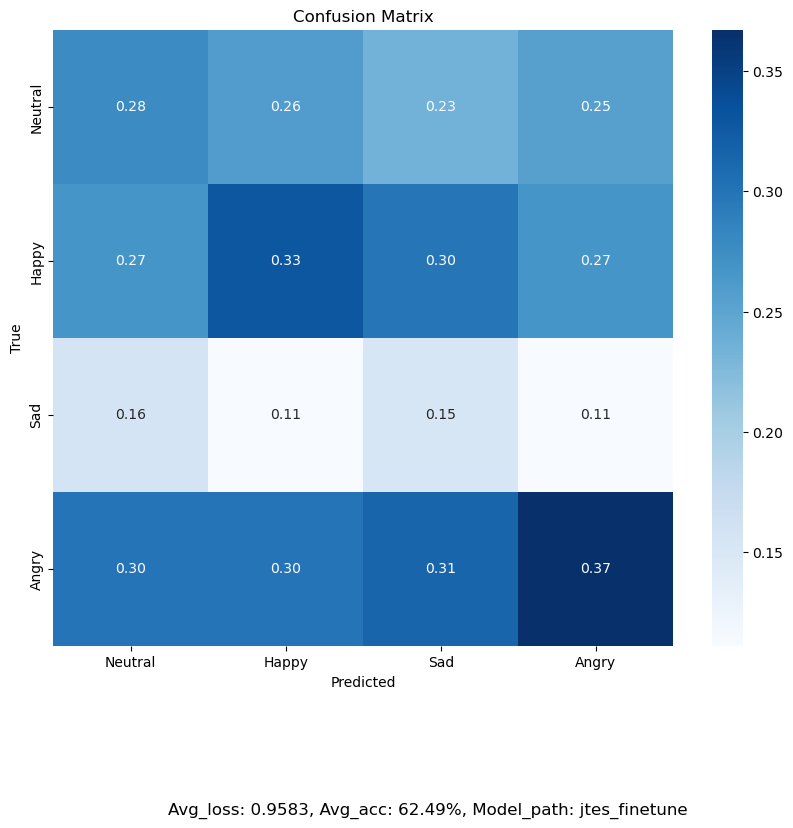 Confusion Matrix
Neutral 0.28 0.26 0.23 0.25
Happy 0.27 0.33 0.30 0.27
Sad 0.16 0.11 0.15 0.11
Angry 0.30 0.30 0.31 0.37
True
Neutral Happy Sad Angry
Predicted
0.35
0.30
0.25
0.20
0.15
Avg_loss: 0.9583, Avg_acc: 62.49%, Model_path: jtes_finetune